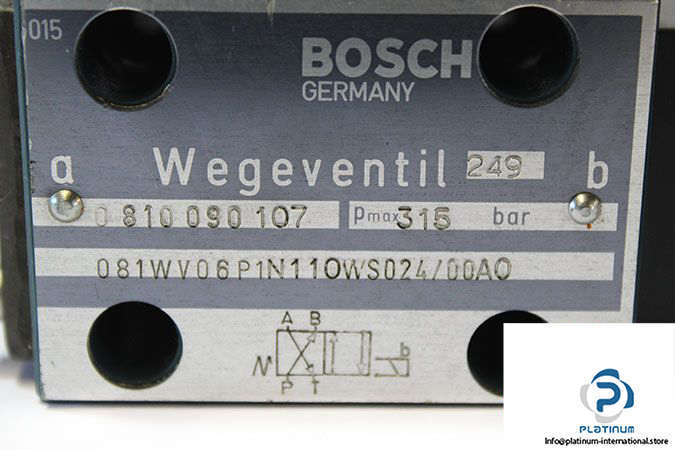 015
BOSCH
GERMANY
a Wegeventil 249 b
0 810 090 107 pmax 315 bar
081WV06P1N110WS024/00A0
A B
b
P T
PLATINUM
Info@platinum-international.store